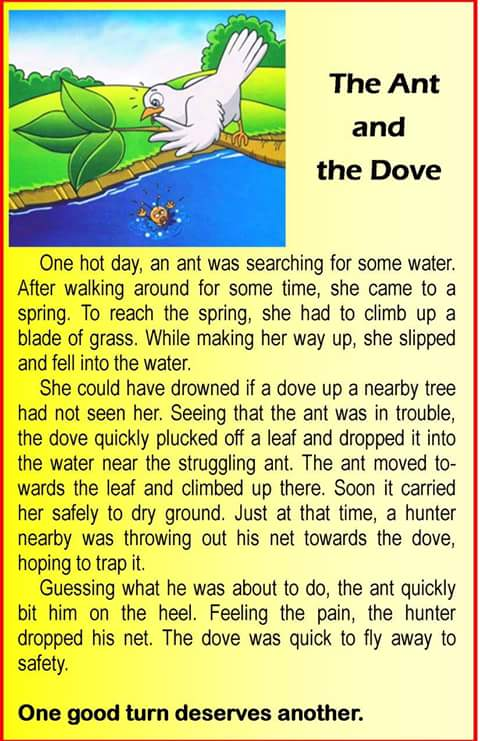 The Ant
and
the Dove
One hot day, an ant was searching for some water.
After walking around for some time, she came to a
spring. To reach the spring, she had to climb up a
blade of grass. While making her way up, she slipped
and fell into the water.
She could have drowned if a dove up a nearby tree
had not seen her. Seeing that the ant was in trouble,
the dove quickly plucked off a leaf and dropped it into
the water near the struggling ant. The ant moved to-
wards the leaf and climbed up there. Soon it carried
her safely to dry ground. Just at that time, a hunter
nearby was throwing out his net towards the dove,
hoping to trap it.
Guessing what he was about to do, the ant quickly
bit him on the heel. Feeling the pain, the hunter
dropped his net. The dove was quick to fly away to
safety.
One good turn deserves another.